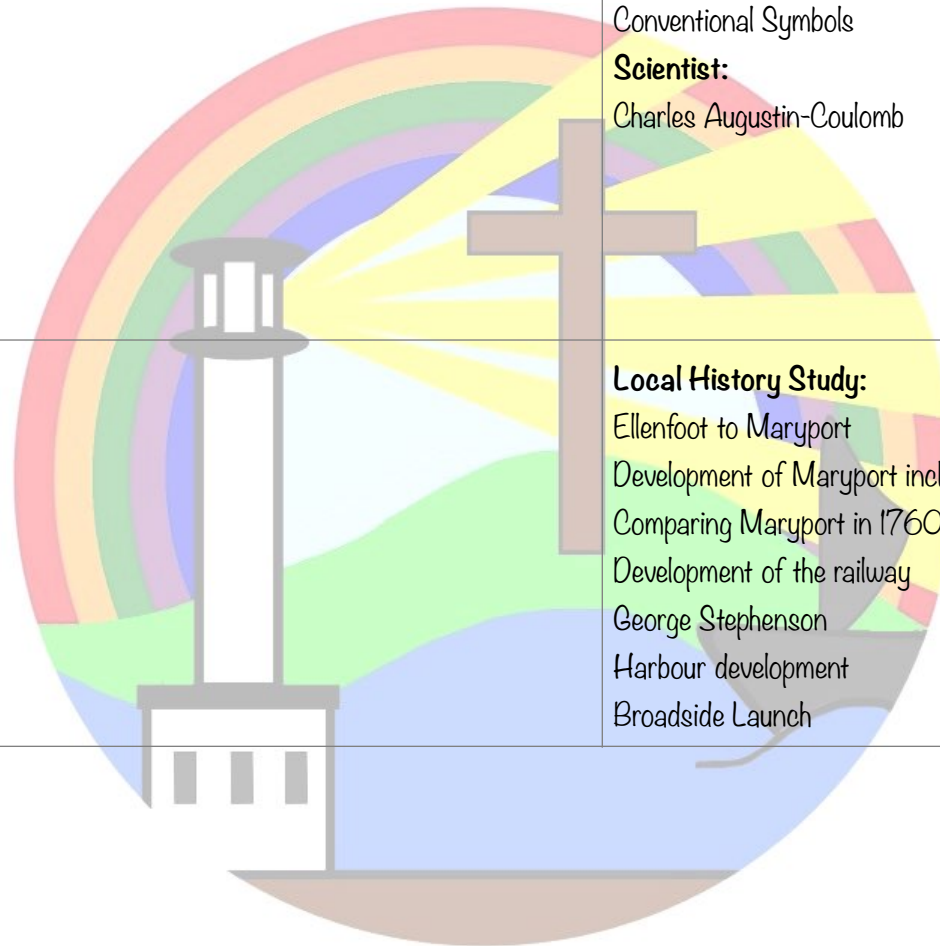 Conventional Symbols
Scientist:
Charles Augustin-Coulomb
Local History Study:
Ellenfoot to Maryport
Development of Maryport incl
Comparing Maryport in 1760
Development of the railway
George Stephenson
Harbour development
Broadside Launch